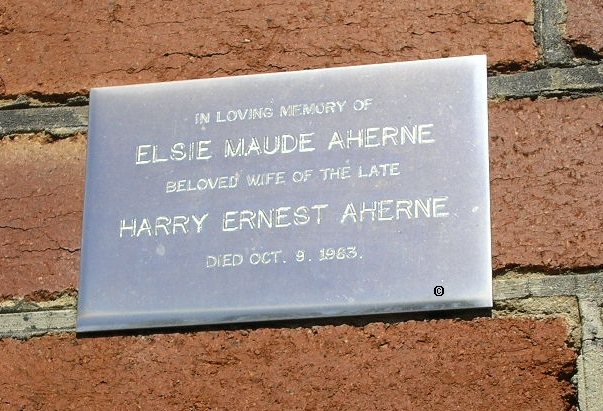 IN LOVING MEMORY OF
ELSIE MAUDE AHERNE
BELOVED WIFE OF THE LATE
HARRY ERNEST AHERNE
DIED OCT. 9. 1983.
©